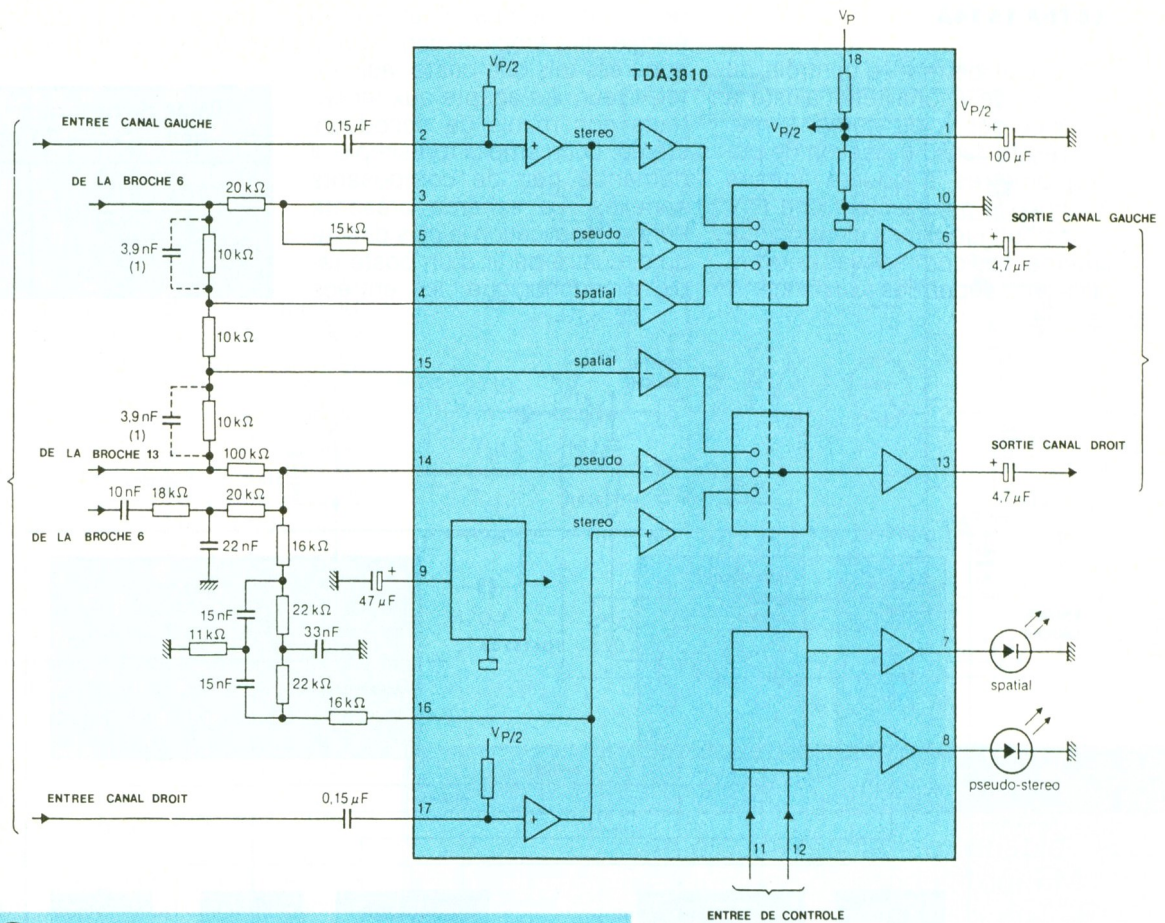 TDA3810
VP
18
VP/2
1
+
100 µF
VP/2
10
ENTREE CANAL GAUCHE
0,15 µF
2
VP/2
+
stereo
+
DE LA BROCHE 6
20 kΩ
3
SORTIE CANAL GAUCHE
15 kΩ
5
pseudo
−
6
+
4,7 µF
3,9 nF
(1)
10 kΩ
4
spatial
−
10 kΩ
15
spatial
−
3,9 nF
(1)
10 kΩ
DE LA BROCHE 13
100 kΩ
14
pseudo
−
SORTIE CANAL DROIT
13
+
4,7 µF
10 nF
18 kΩ
20 kΩ
stereo
+
DE LA BROCHE 6
22 nF
16 kΩ
9
+
47 µF
15 nF
22 kΩ
11 kΩ
33 nF
15 nF
22 kΩ
16 kΩ
16
7
spatial
8
pseudo-stereo
VP/2
ENTREE CANAL DROIT
0,15 µF
17
+
11
12
ENTREE DE CONTROLE